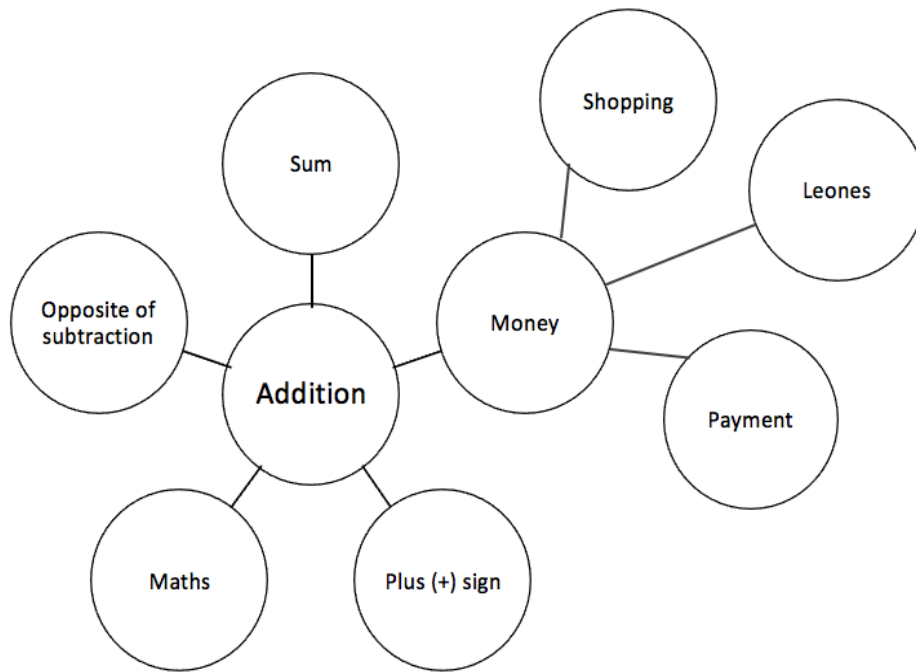 Shopping
Sum
Leones
Opposite of
subtraction
Money
Addition
Payment
Maths
Plus (+) sign